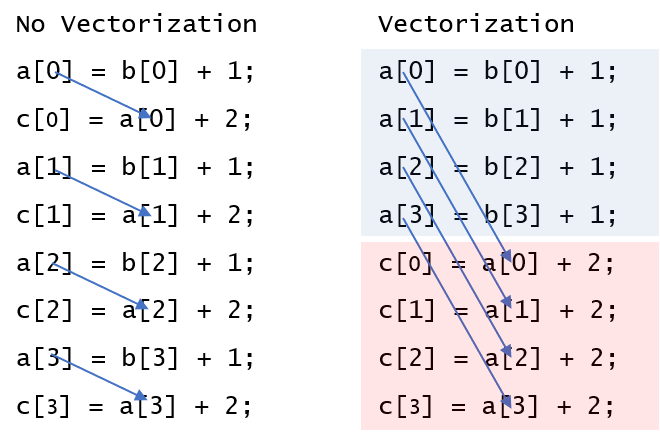 No Vectorization
a[0] = b[0] + 1;
c[0] = a[0] + 2;
a[1] = b[1] + 1;
c[1] = a[1] + 2;
a[2] = b[2] + 1;
c[2] = a[2] + 2;
a[3] = b[3] + 1;
c[3] = a[3] + 2;
Vectorization
a[0] = b[0] + 1;
a[1] = b[1] + 1;
a[2] = b[2] + 1;
a[3] = b[3] + 1;
c[0] = a[0] + 2;
c[1] = a[1] + 2;
c[2] = a[2] + 2;
c[3] = a[3] + 2;